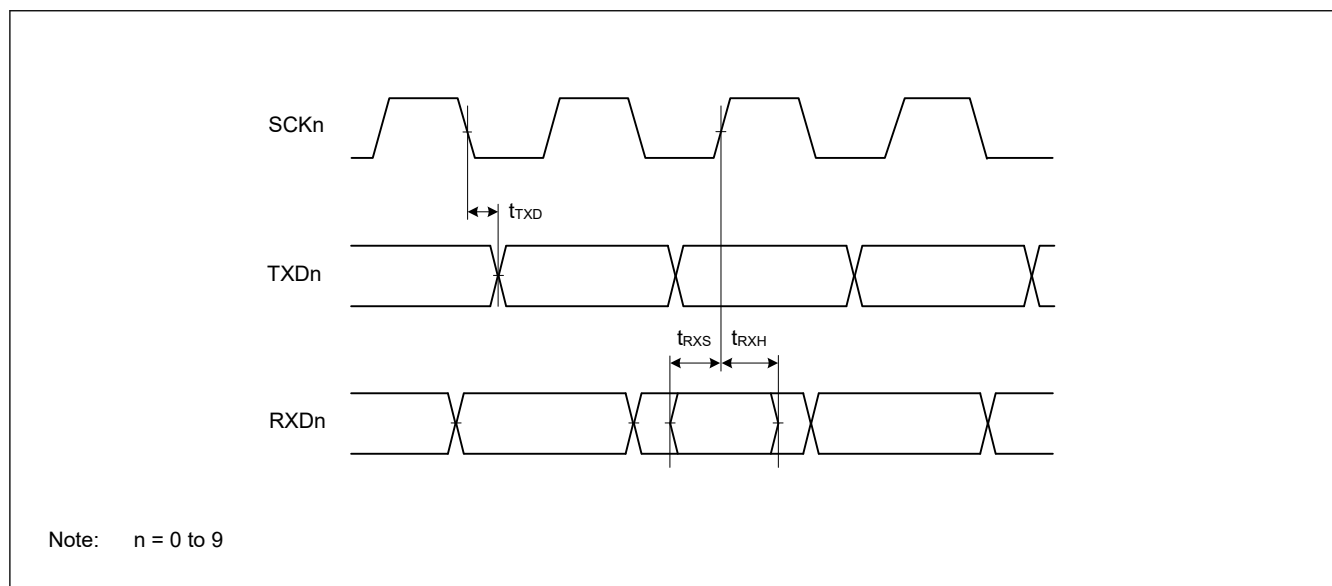 SCKn
tTXD
TXDn
tRXS tRXH
RXDn
Note: n = 0 to 9